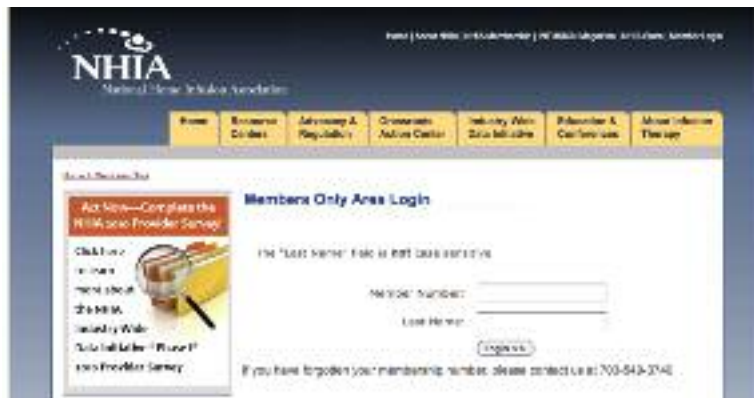 NHIA
National Home Infusion Association
Home
Resource Centers
Advocacy & Regulation
Grassroots Action Center
Industry-Wide Data Initiative
Education & Conferences
About Infusion Therapy
Members Only Area Login
Act Now—Complete the
NHIA 2010 Provider Survey
Click here
to learn
more about
the NHIA
Industry-Wide
Data Initiative Phase I
2010 Provider Survey
The "Last Name" field is not case sensitive
Member Number:
Last Name:
If you have forgotten your membership number, please contact us at 703-549-3740